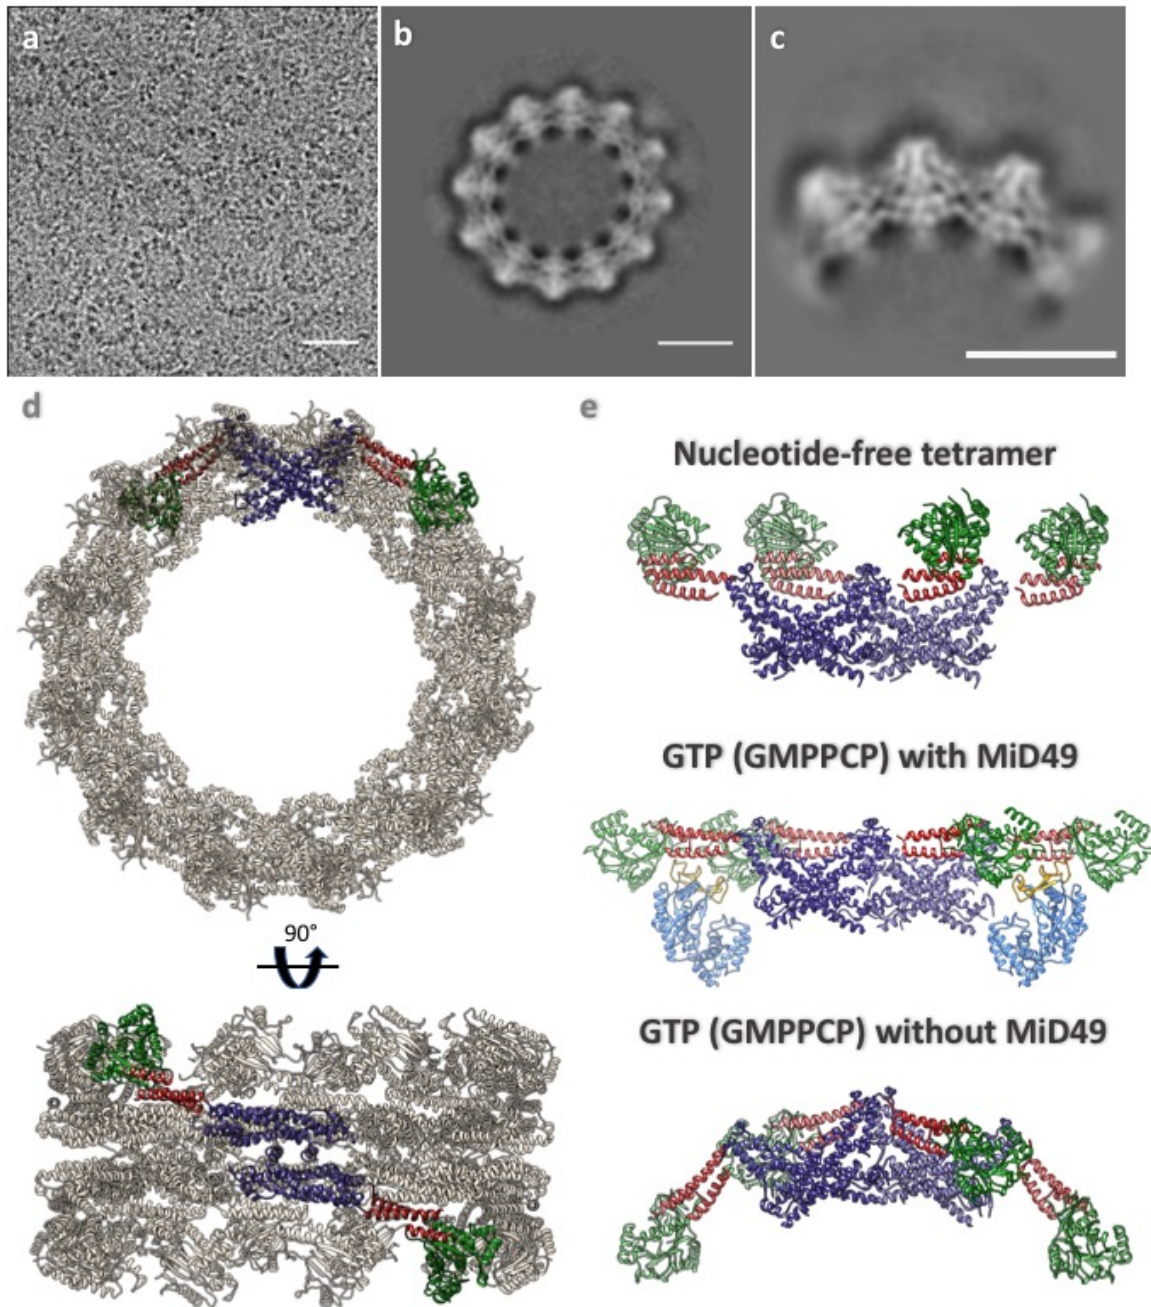 a
b
c
d
e
Nucleotide-free tetramer
GTP (GMPPCP) with MiD49
90°
GTP (GMPPCP) without MiD49